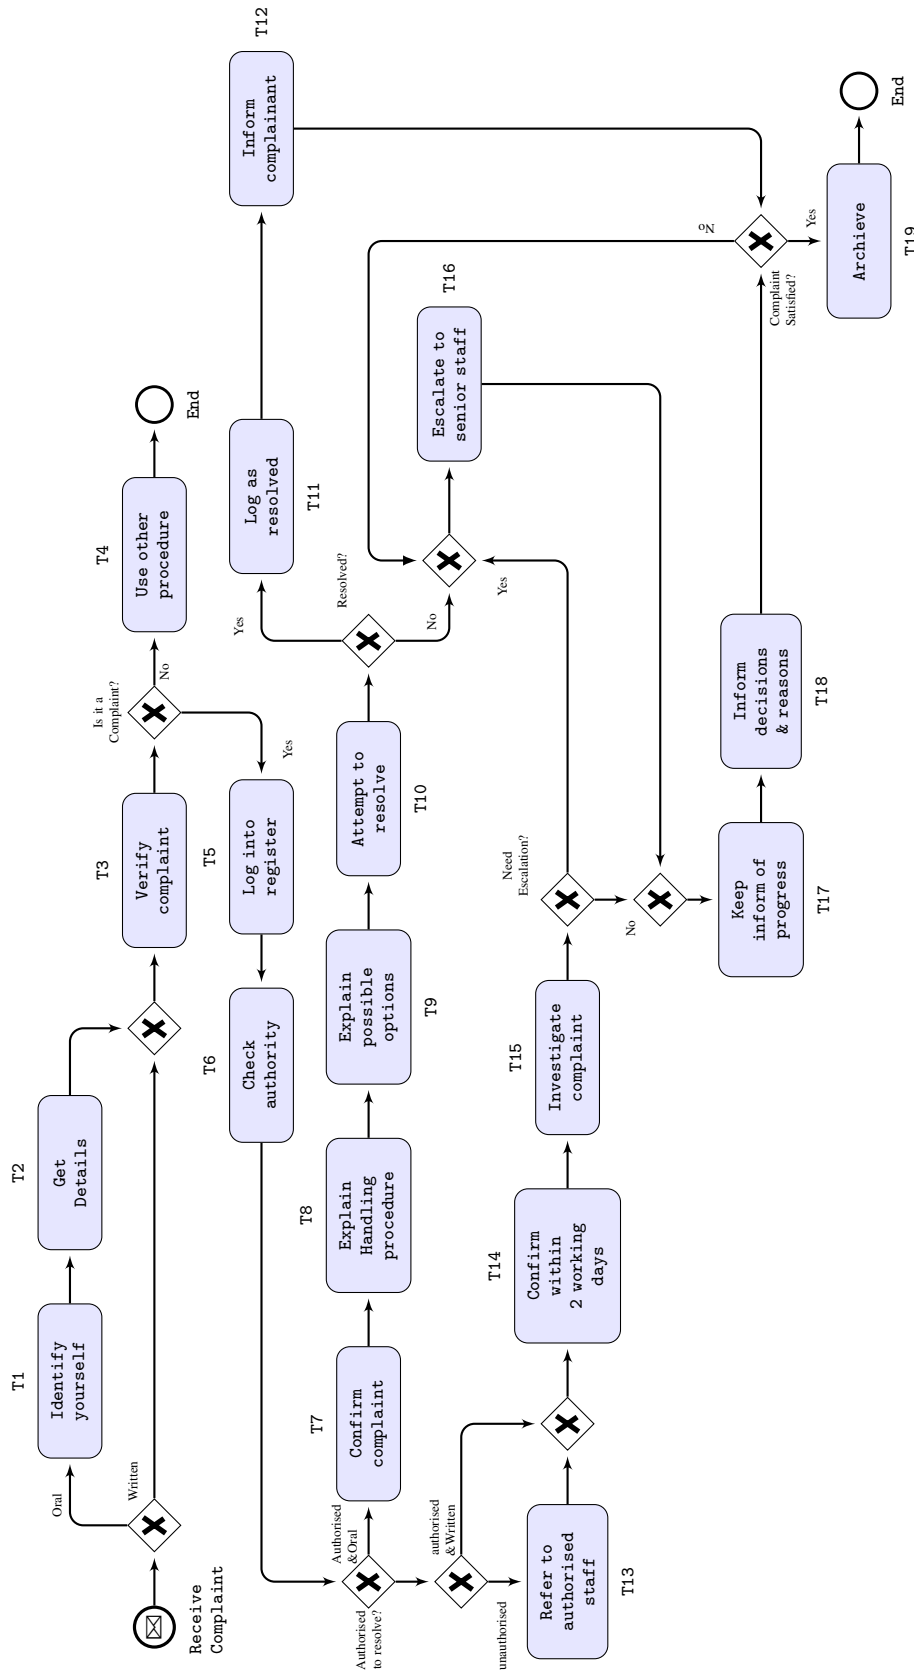 Receive
Complaint
Oral
Written
T1
Identify
yourself
T2
Get
Details
T3
Verify
complaint
Is it a
Complaint?
No
Yes
T4
Use other
procedure
End
T5
Log into
register
T6
Check
authority
Authorised
to resolve?
Authorised
& Oral
T7
Confirm
complaint
T8
Explain
Handling
procedure
T9
Explain
possible
options
T10
Attempt to
resolve
Resolved?
Yes
No
T11
Log as
resolved
T12
Inform
complainant
authorised
& Written
unauthorised
T13
Refer to
authorised
staff
T14
Confirm
within
2 working
days
T15
Investigate
complaint
Need
Escalation?
Yes
No
T16
Escalate to
senior staff
T17
Keep
inform of
progress
T18
Inform
decisions
& reasons
Complaint
Satisfied?
No
Yes
T19
Archieve
End